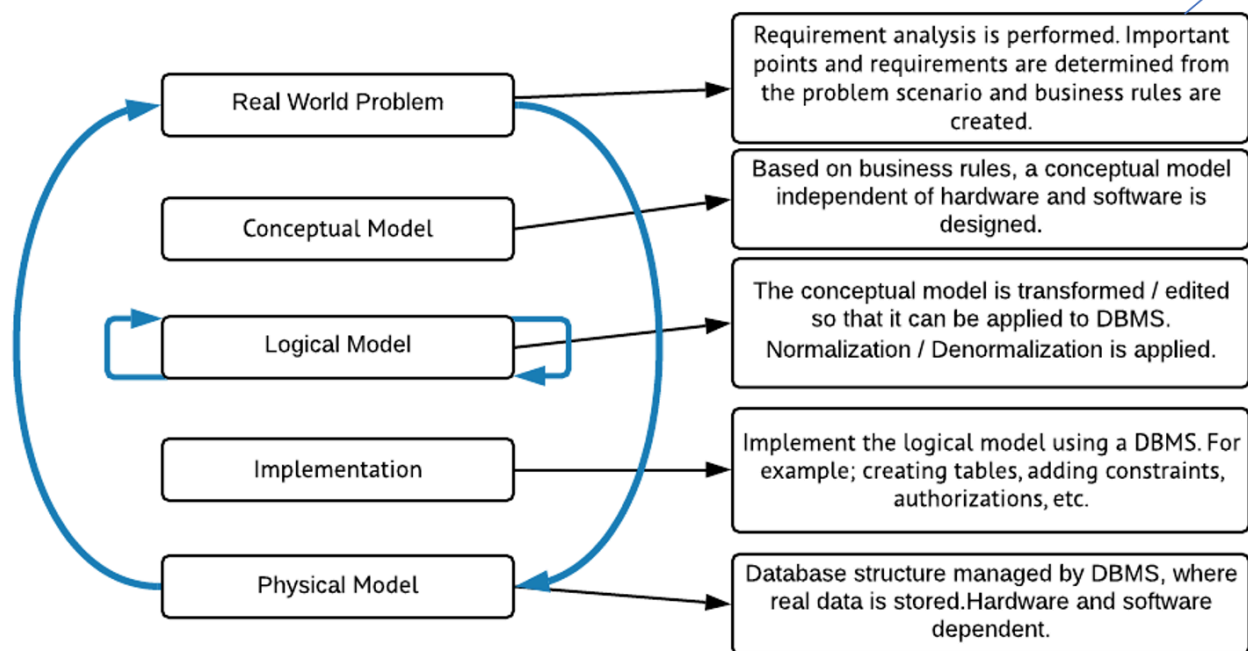 Real World Problem
Requirement analysis is performed. Important
points and requirements are determined from
the problem scenario and business rules are
created.
Conceptual Model
Based on business rules, a conceptual model
independent of hardware and software is
designed.
Logical Model
The conceptual model is transformed / edited
so that it can be applied to DBMS.
Normalization / Denormalization is applied.
Implementation
Implement the logical model using a DBMS. For
example; creating tables, adding constraints,
authorizations, etc.
Physical Model
Database structure managed by DBMS, where
real data is stored.Hardware and software
dependent.